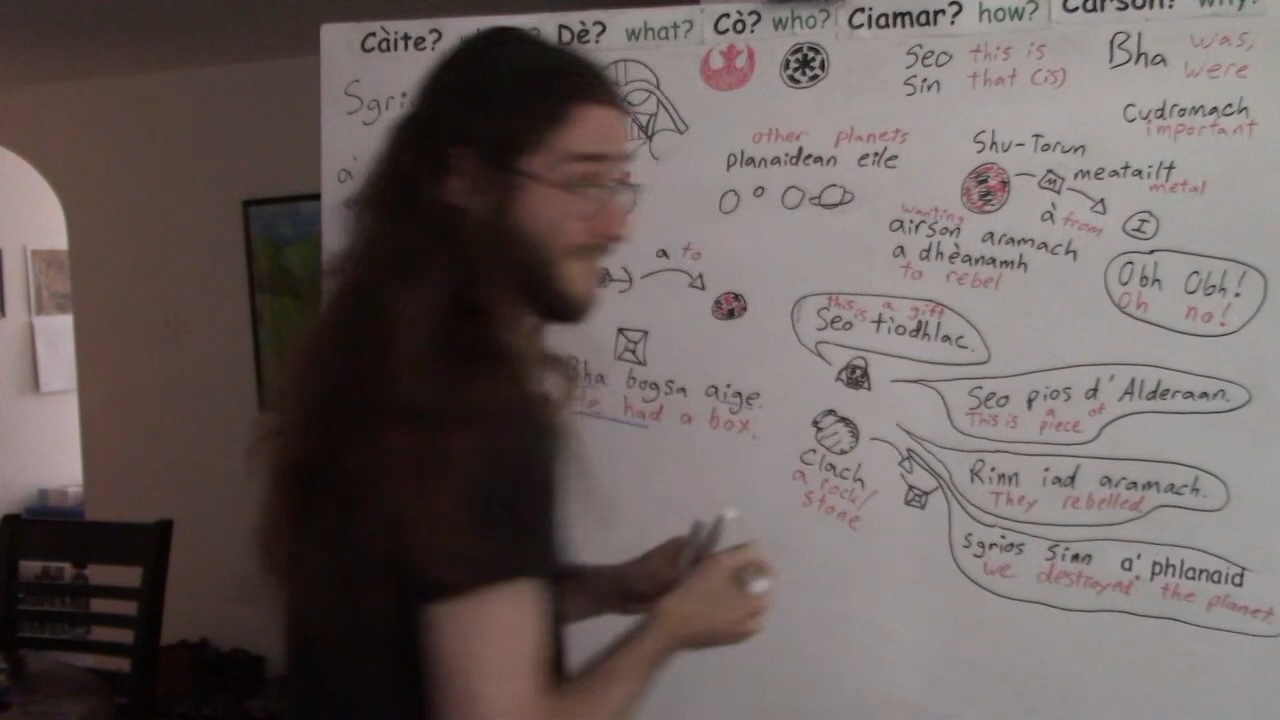 Càite? Dè? what? Cò? who? Ciamar? how? Carson? why?
Seo this is
Sin that (is)
Bha was,
were
Cudromach
important
other planets
planaidean eile
Shu-Torun
M meatailt
metal
à from
I
wanting
airson aramach
a dhèanamh
to rebel
Obh Obh!
Oh no!
a to
this is a gift
Seo tiodhlac.
Bha bogsa aige.
He had a box.
Seo pios d'Alderaan.
This is a piece of
Clach
a rock/
stone
Rinn iad aramach.
They rebelled
Sgrios Sinn a' phlanaid
we destroyed the planet